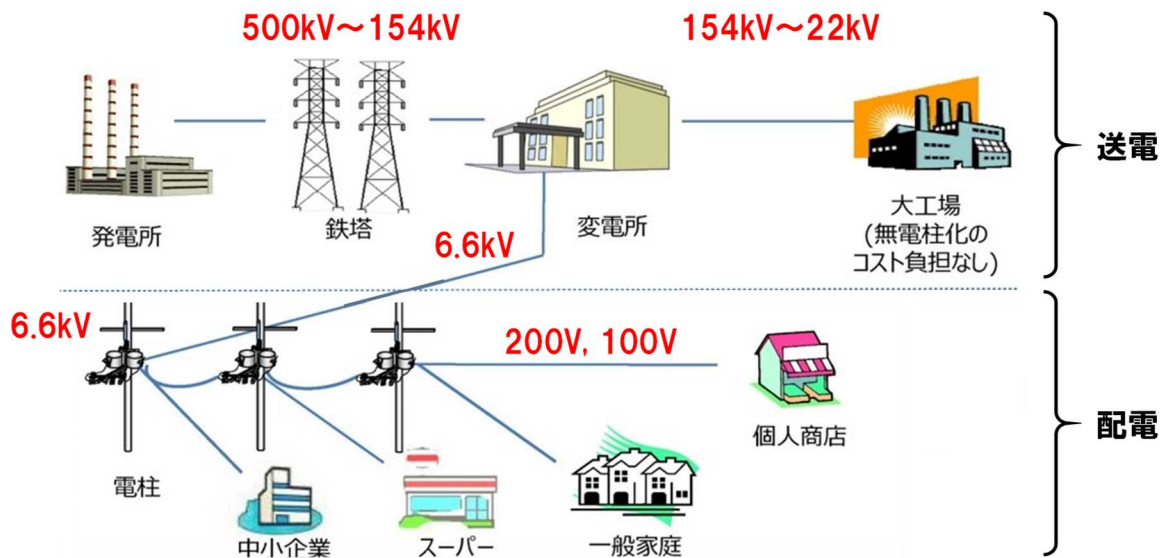 500kV～154kV
154kV～22kV
発電所
鉄塔
変電所
大工場
(無電柱化の
コスト負担なし)
送電
6.6kV
6.6kV
200V, 100V
個人商店
配電
電柱
中小企業
スーパー
一般家庭